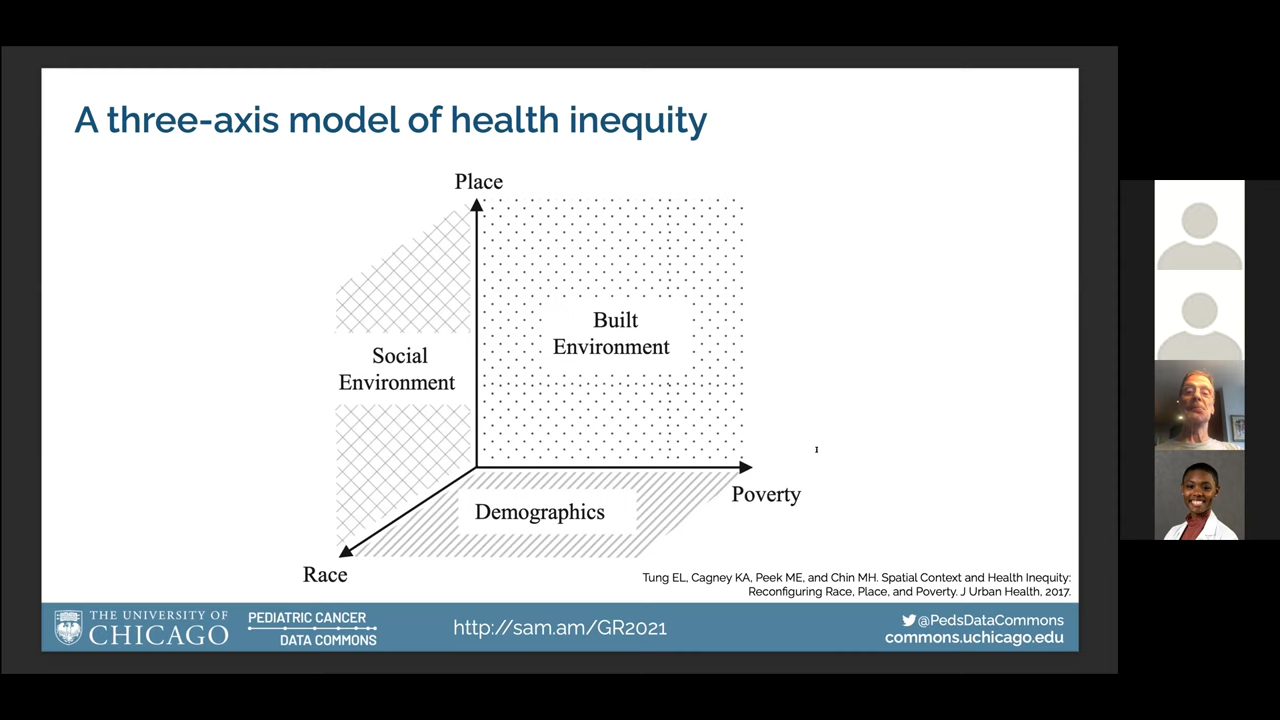 A three-axis model of health inequity
Place
Built
Environment
Social
Environment
Poverty
Demographics
Race
Tung EL, Cagney KA, Peek ME, and Chin MH. Spatial Context and Health Inequity:
Reconfiguring Race, Place, and Poverty. J Urban Health, 2017.
THE UNIVERSITY OF
CHICAGO
PEDIATRIC CANCER
DATA COMMONS
http://sam.am/GR2021
@PedsDataCommons
commons.uchicago.edu